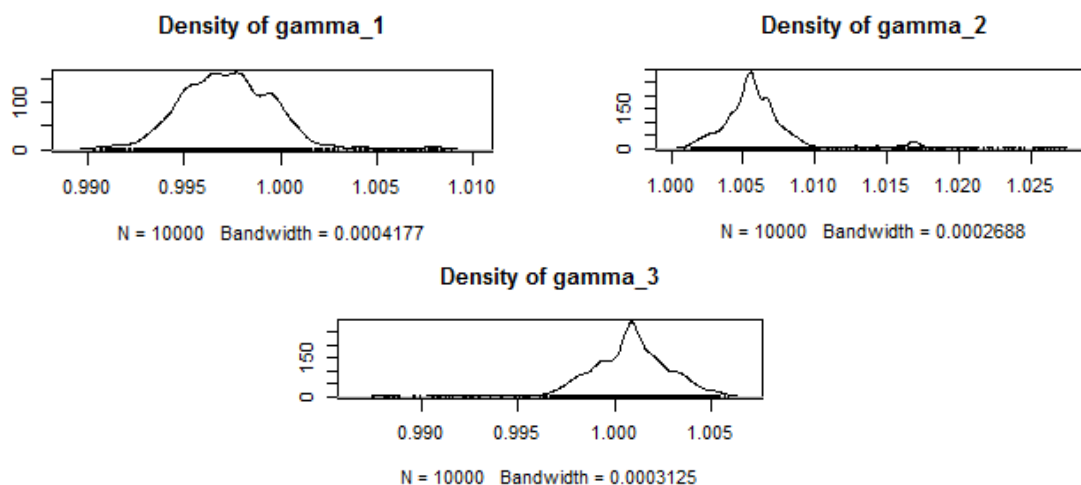 Density of gamma_1
100
0
0.990 0.995 1.000 1.005 1.010
N = 10000 Bandwidth = 0.0004177
Density of gamma_2
150
0
1.000 1.005 1.010 1.015 1.020 1.025
N = 10000 Bandwidth = 0.0002688
Density of gamma_3
150
0
0.990 0.995 1.000 1.005
N = 10000 Bandwidth = 0.0003125